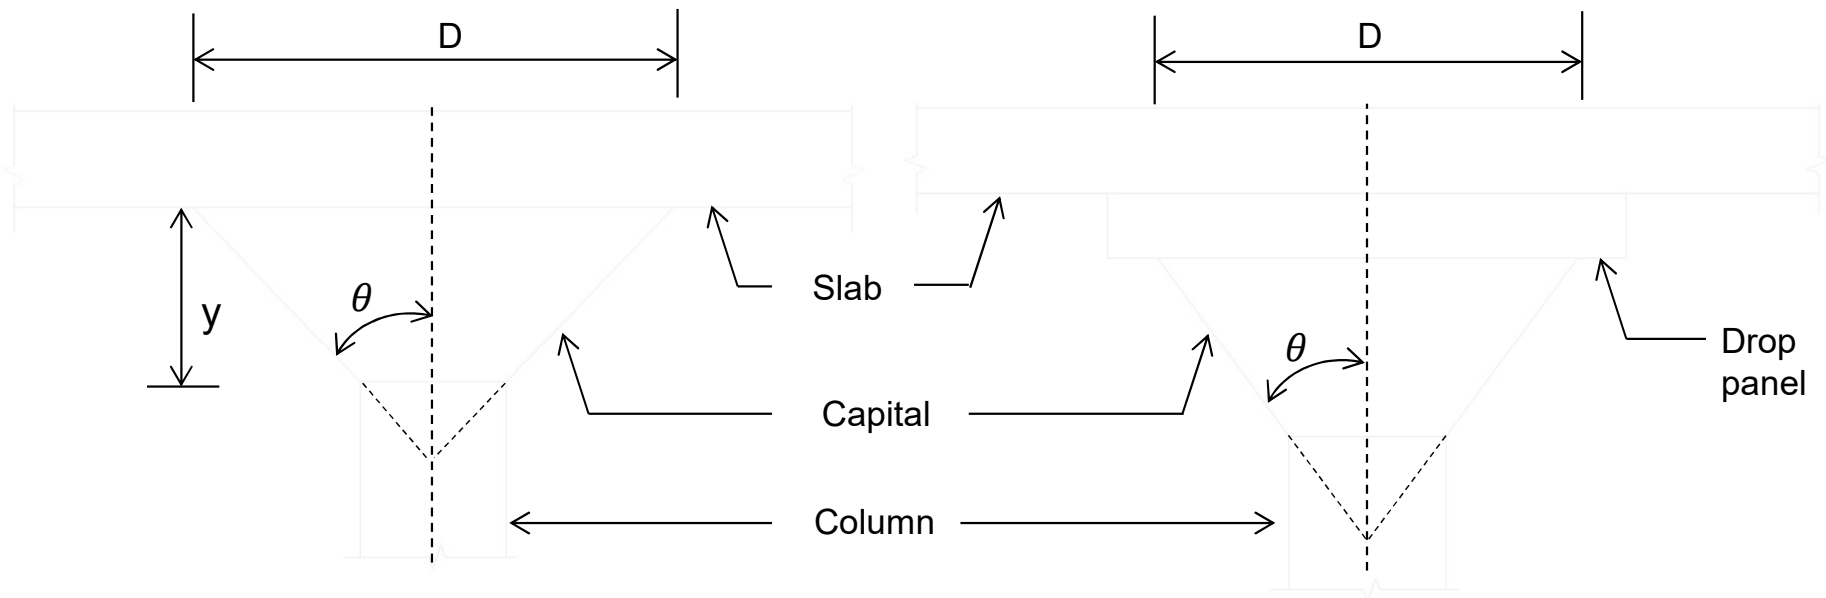 D
D
Slab
θ
y
θ
Drop
panel
Capital
Column